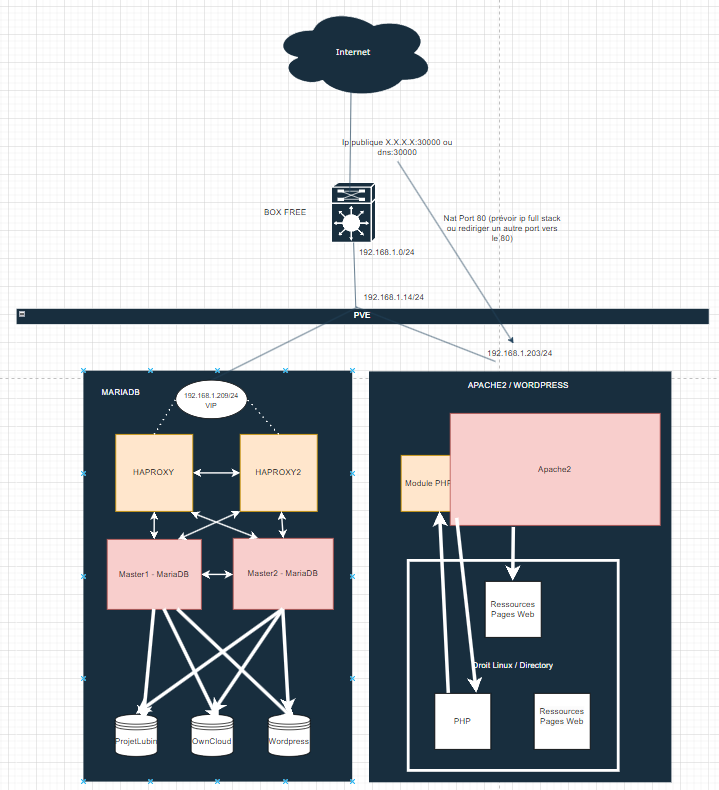 Internet
Ip publique X.X.X.X:30000 ou
dns:30000
BOX FREE
Nat Port 80 (prévoir ip full stack
ou rediriger un autre port vers
le 80)
192.168.1.0/24
192.168.1.14/24
PVE
192.168.1.203/24
MARIADB
192.168.1.209/24
VIP
HAPROXY
HAPROXY2
Master1 - MariaDB
Master2 - MariaDB
ProjetLubin
OwnCloud
Wordpress
APACHE2 / WORDPRESS
Module PHP
Apache2
Ressources
Pages Web
Droit Linux / Directory
PHP
Ressources
Pages Web